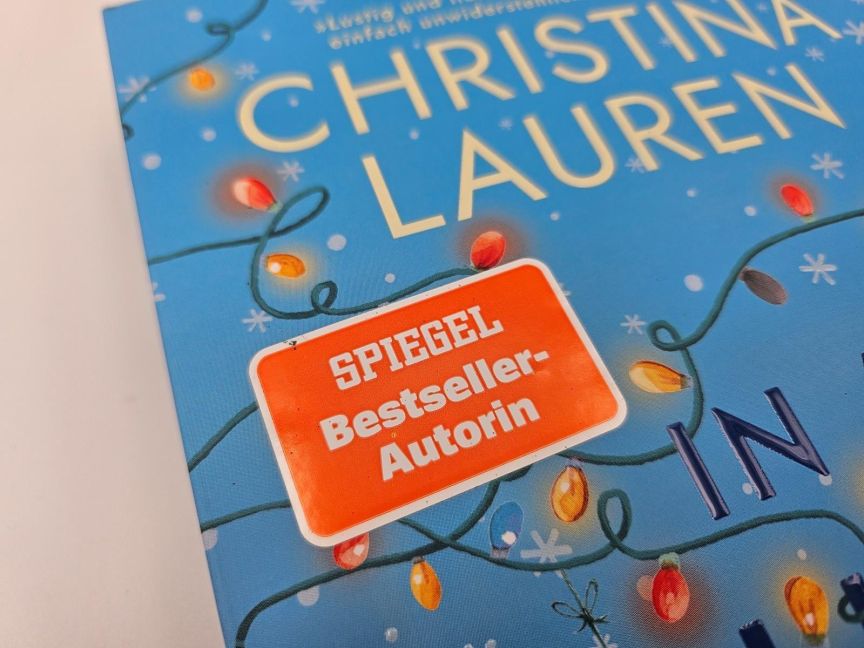 »Lustig und
einfach unwiderstehlich
CHRISTINA
LAUREN
SPIEGEL
Bestseller-
Autorin
IN